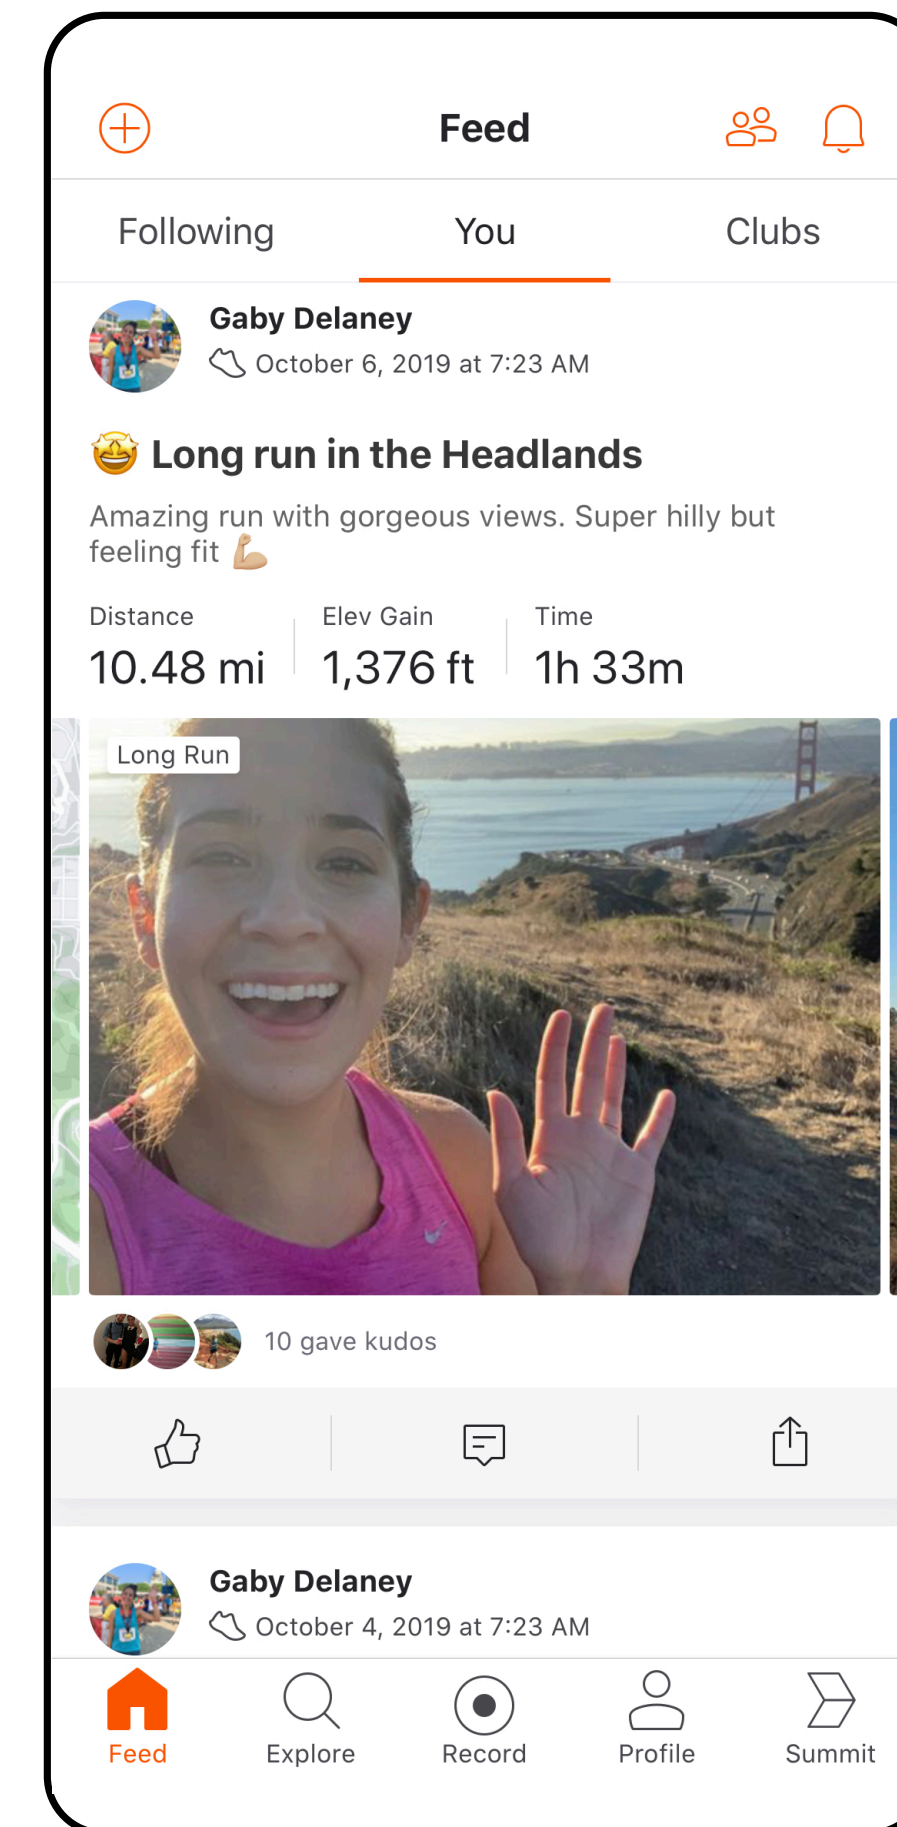 Feed
Following You Clubs
Gaby Delaney
October 6, 2019 at 7:23 AM
🤩 Long run in the Headlands
Amazing run with gorgeous views. Super hilly but
feeling fit 💪🏼
Distance Elev Gain Time
10.48 mi 1,376 ft 1h 33m
Long Run
10 gave kudos
Gaby Delaney
October 4, 2019 at 7:23 AM
Feed Explore Record Profile Summit